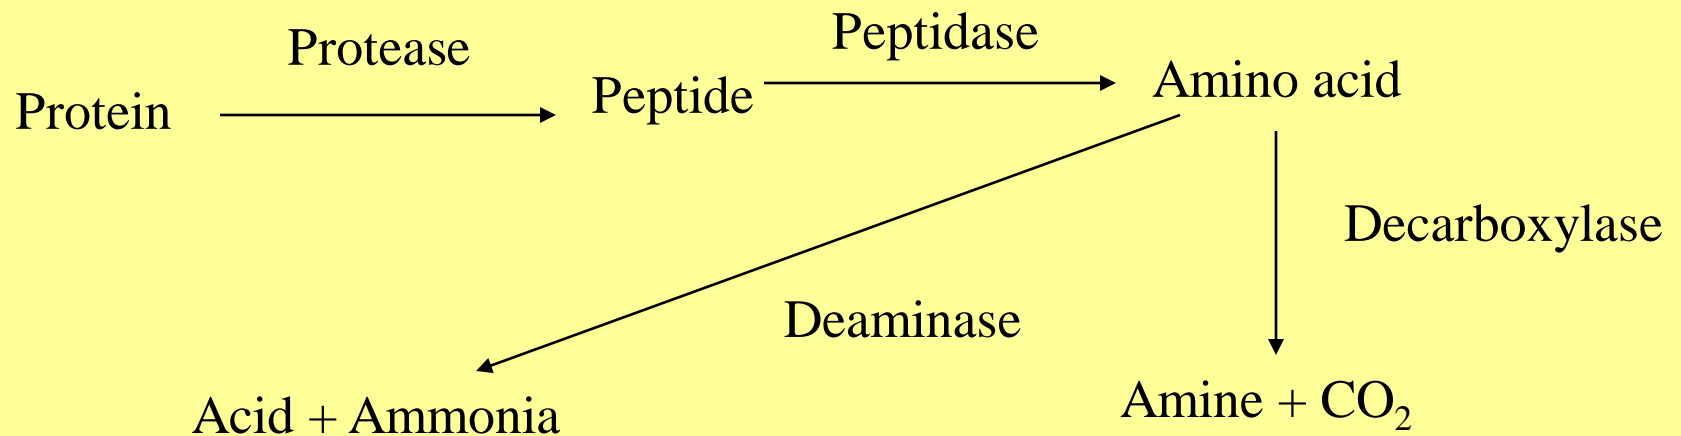 Protease
Peptidase
Protein
Peptide
Amino acid
Decarboxylase
Deaminase
Acid + Ammonia
Amine + CO₂